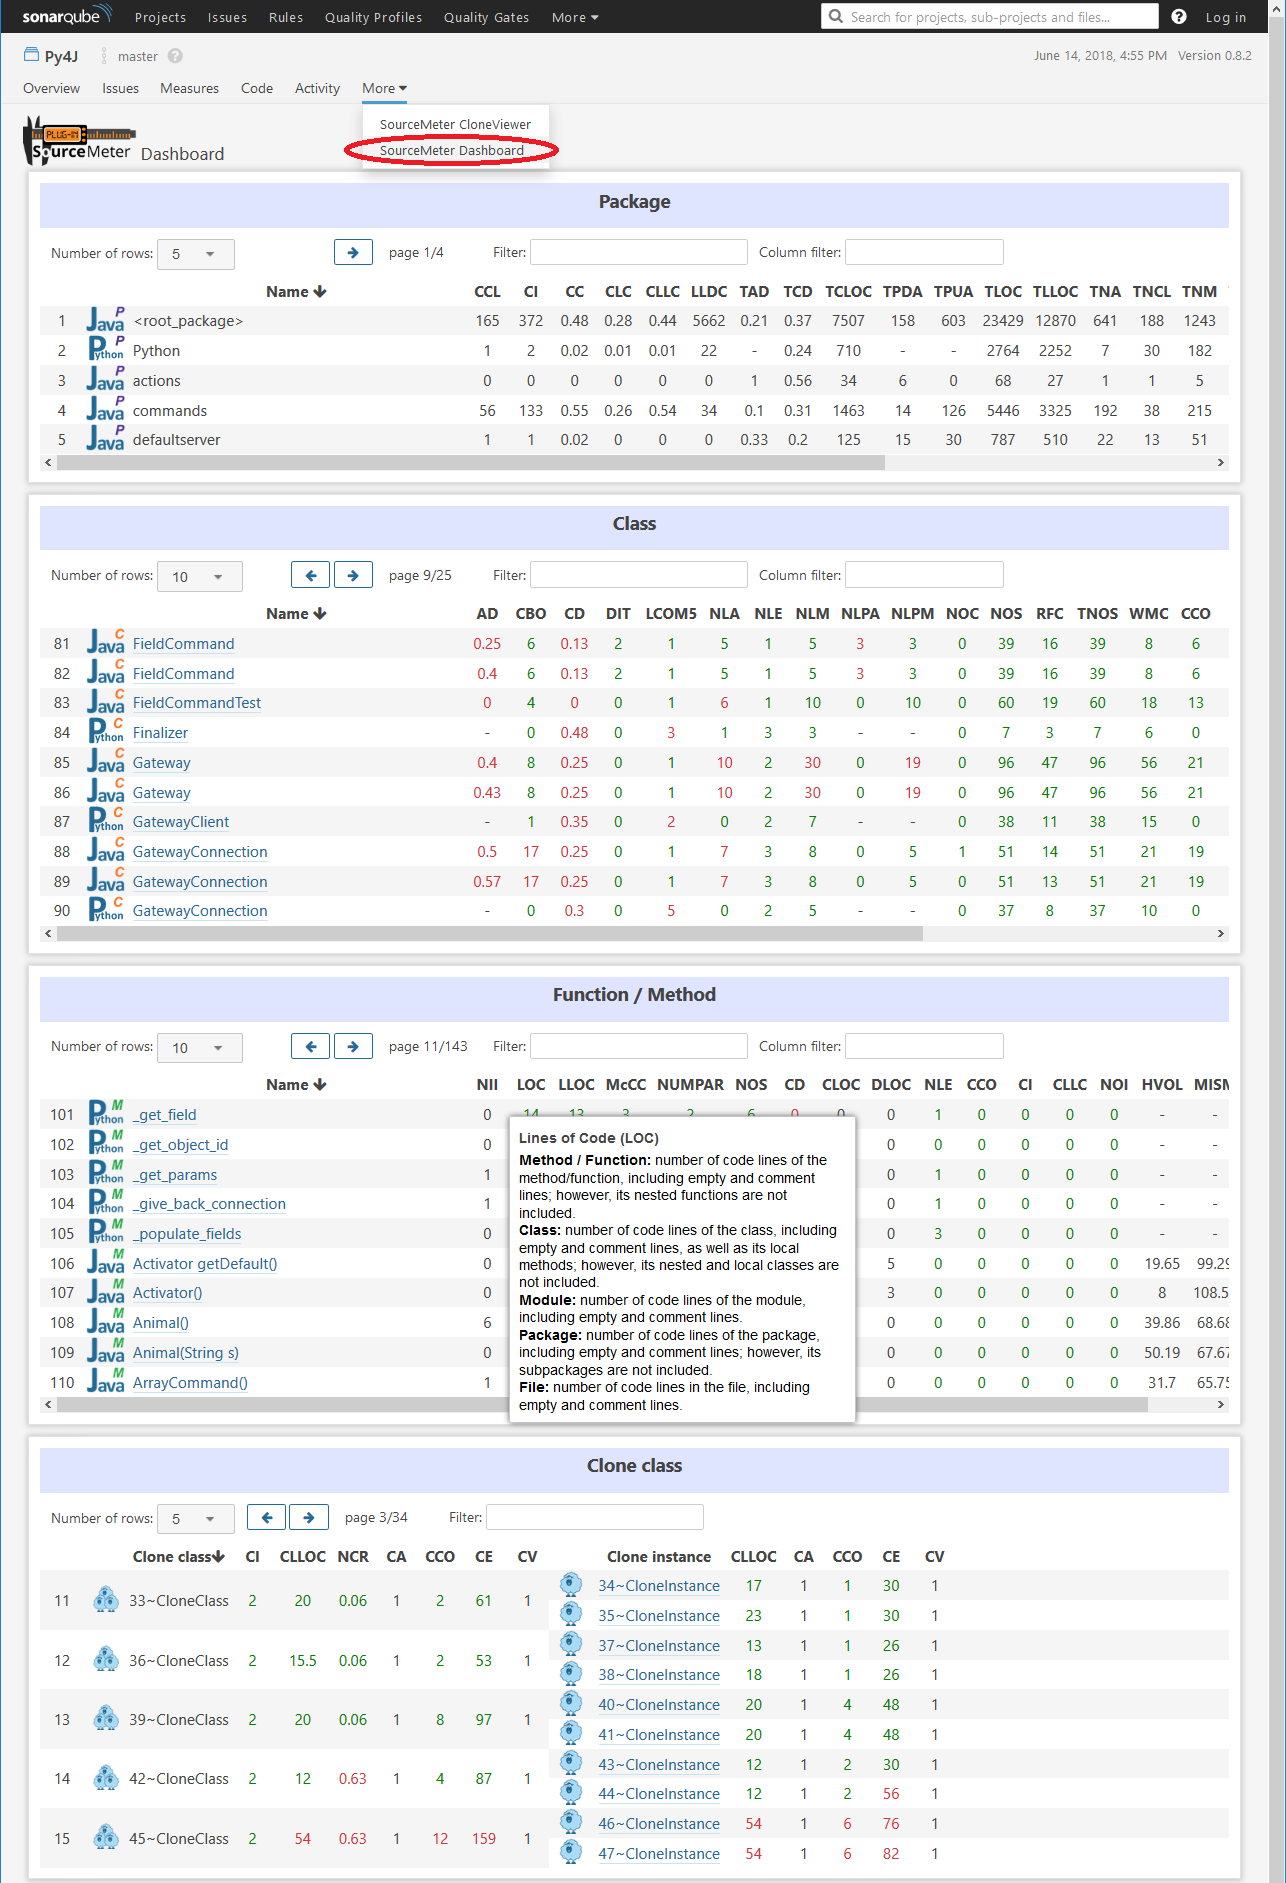 sonarqube Projects Issues Rules Quality Profiles Quality Gates More Search for projects, sub-projects and files... ? Log in
Py4J master ? June 14, 2018, 4:55 PM Version 0.8.2
Overview Issues Measures Code Activity More
SourceMeter CloneViewer
SourceMeter Dashboard
PLUG-IN
SourceMeter Dashboard
Package
Number of rows: 5 page 1/4 Filter: Column filter:
Name CCL CI CC CLC CLLC LLDC TAD TCD TCLOC TPDA TPUA TLOC TLLOC TNA TNCL TNM
1 Java P <root_package> 165 372 0.48 0.28 0.44 5662 0.21 0.37 7507 158 603 23429 12870 641 188 1243
2 Python P Python 1 2 0.02 0.01 0.01 22 - 0.24 710 - - 2764 2252 7 30 182
3 Java P actions 0 0 0 0 0 0 1 0.56 34 6 0 68 27 1 1 5
4 Java P commands 56 133 0.55 0.26 0.54 34 0.1 0.31 1463 14 126 5446 3325 192 38 215
5 Java P defaultserver 1 1 0.02 0 0 0 0.33 0.2 125 15 30 787 510 22 13 51
Class
Number of rows: 10 page 9/25 Filter: Column filter:
Name AD CBO CD DIT LCOM5 NLA NLE NLM NLPA NLPM NOC NOS RFC TNOS WMC CCO
81 Java C FieldCommand 0.25 6 0.13 2 1 5 1 5 3 3 0 39 16 39 8 6
82 Java C FieldCommand 0.4 6 0.13 2 1 5 1 5 3 3 0 39 16 39 8 6
83 Java C FieldCommandTest 0 4 0 0 1 6 1 10 0 10 0 60 19 60 18 13
84 Python C Finalizer - 0 0.48 0 3 1 3 3 - - 0 7 3 7 6 0
85 Java C Gateway 0.4 8 0.25 0 1 10 2 30 0 19 0 96 47 96 56 21
86 Java C Gateway 0.43 8 0.25 0 1 10 2 30 0 19 0 96 47 96 56 21
87 Python C GatewayClient - 1 0.35 0 2 0 2 7 - - 0 38 11 38 15 0
88 Java C GatewayConnection 0.5 17 0.25 0 1 7 3 8 0 5 1 51 14 51 21 19
89 Java C GatewayConnection 0.57 17 0.25 0 1 7 3 8 0 5 0 51 13 51 21 19
90 Python C GatewayConnection - 0 0.3 0 5 0 2 5 - - 0 37 8 37 10 0
Function / Method
Number of rows: 10 page 11/143 Filter: Column filter:
Name NII LOC LLOC McCC NUMPAR NOS CD CLOC DLOC NLE CCO CI CLLC NOI HVOL MISM
101 Python M _get_field 0 14 13 3 2 6 0 0 0 1 0 0 0 0 - -
102 Python M _get_object_id 0 0 0 0 0 0 0 - -
103 Python M _get_params 1 0 1 0 0 0 0 - -
104 Python M _give_back_connection 1 0 1 0 0 0 0 - -
105 Python M _populate_fields 0 0 3 0 0 0 0 - -
106 Java M Activator getDefault() 0 5 0 0 0 0 0 19.65 99.29
107 Java M Activator() 0 3 0 0 0 0 0 8 108.5
108 Java M Animal() 6 0 0 0 0 0 0 39.86 68.68
109 Java M Animal(String s) 0 0 0 0 0 0 0 50.19 67.67
110 Java M ArrayCommand() 1 0 0 0 0 0 0 31.7 65.75
Lines of Code (LOC)
Method / Function: number of code lines of the
method/function, including empty and comment
lines; however, its nested functions are not
included.
Class: number of code lines of the class, including
empty and comment lines, as well as its local
methods; however, its nested and local classes are
not included.
Module: number of code lines of the module,
including empty and comment lines.
Package: number of code lines of the package,
including empty and comment lines; however, its
subpackages are not included.
File: number of code lines in the file, including
empty and comment lines.
Clone class
Number of rows: 5 page 3/34 Filter:
Clone class CI CLLOC NCR CA CCO CE CV Clone instance CLLOC CA CCO CE CV
11 33~CloneClass 2 20 0.06 1 2 61 1
34~CloneInstance 17 1 1 30 1
35~CloneInstance 23 1 1 30 1
12 36~CloneClass 2 15.5 0.06 1 2 53 1
37~CloneInstance 13 1 1 26 1
38~CloneInstance 18 1 1 26 1
13 39~CloneClass 2 20 0.06 1 8 97 1
40~CloneInstance 20 1 4 48 1
41~CloneInstance 20 1 4 48 1
14 42~CloneClass 2 12 0.63 1 4 87 1
43~CloneInstance 12 1 2 30 1
44~CloneInstance 12 1 2 56 1
15 45~CloneClass 2 54 0.63 1 12 159 1
46~CloneInstance 54 1 6 76 1
47~CloneInstance 54 1 6 82 1